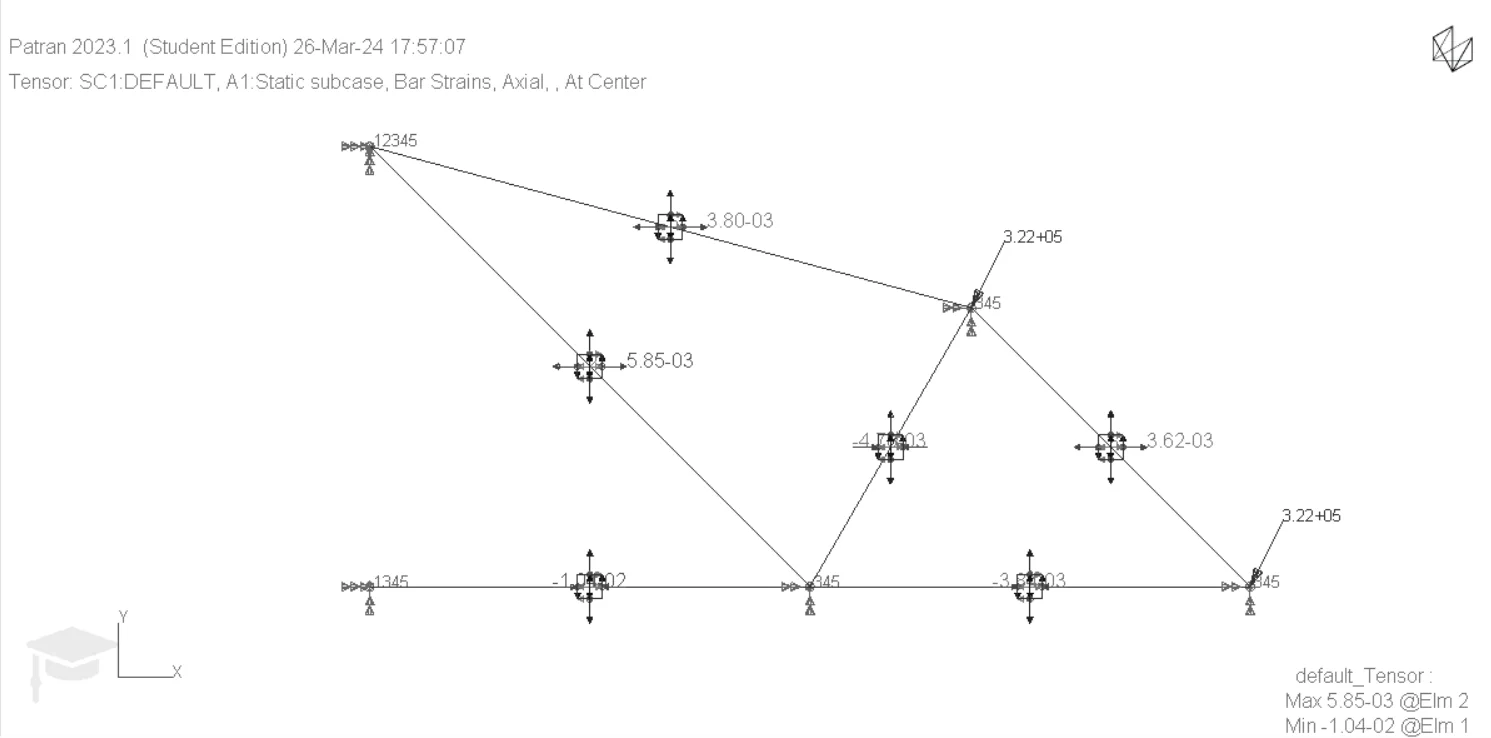 Patran 2023.1 (Student Edition) 26-Mar-24 17:57:07
Tensor: SC1:DEFAULT, A1:Static subcase, Bar Strains, Axial, , At Center
12345
3.80-03
3.22+05
345
5.85-03
3.62-03
3.22+05
1345
345
345
Y
X
default_Tensor :
Max 5.85-03 @Elm 2
Min -1.04-02 @Elm 1